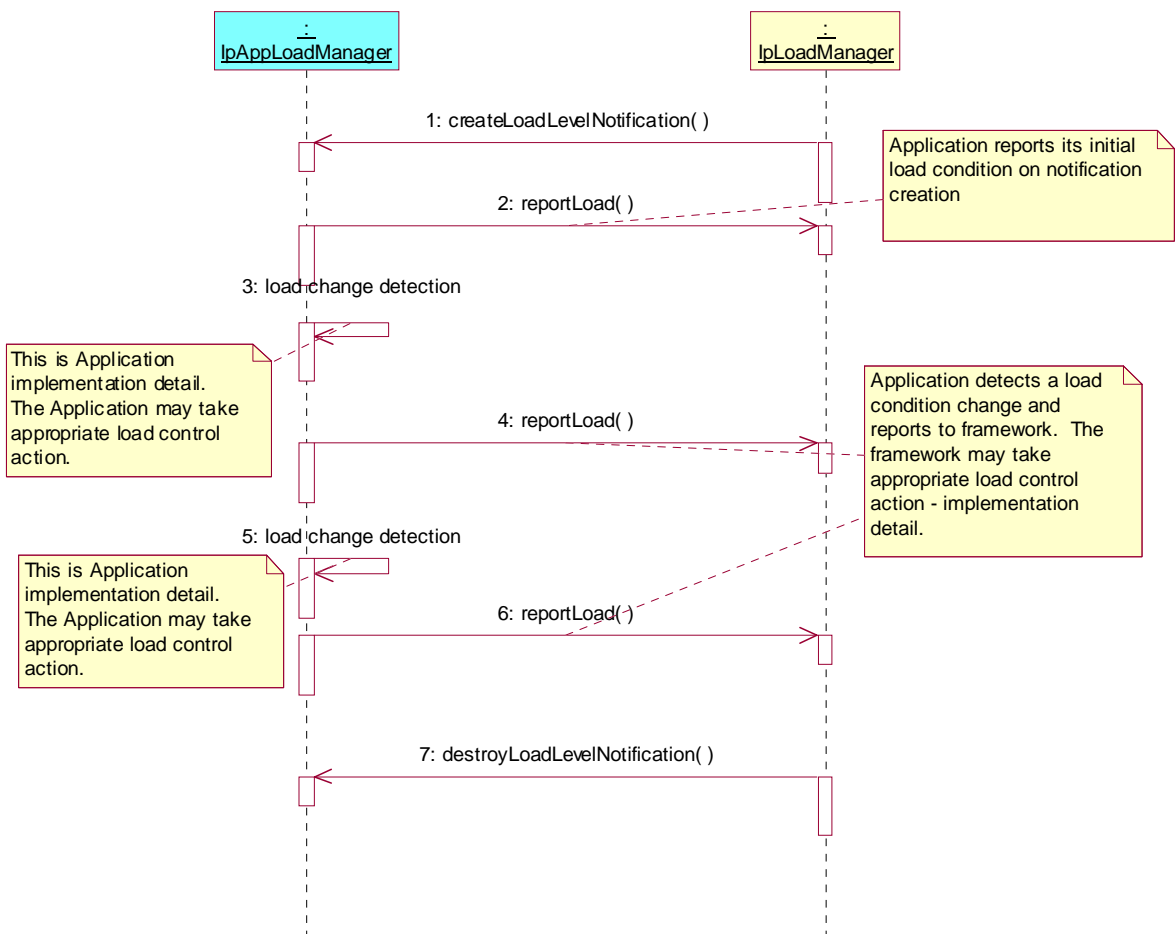 :
IpAppLoadManager
:
IpLoadManager
1: createLoadLevelNotification( )
Application reports its initial
load condition on notification
creation
2: reportLoad( )
3: load change detection
This is Application
implementation detail.
The Application may take
appropriate load control
action.
Application detects a load
condition change and
reports to framework.  The
framework may take
appropriate load control
action - implementation
detail.
4: reportLoad( )
5: load change detection
This is Application
implementation detail.
The Application may take
appropriate load control
action.
6: reportLoad( )
7: destroyLoadLevelNotification( )